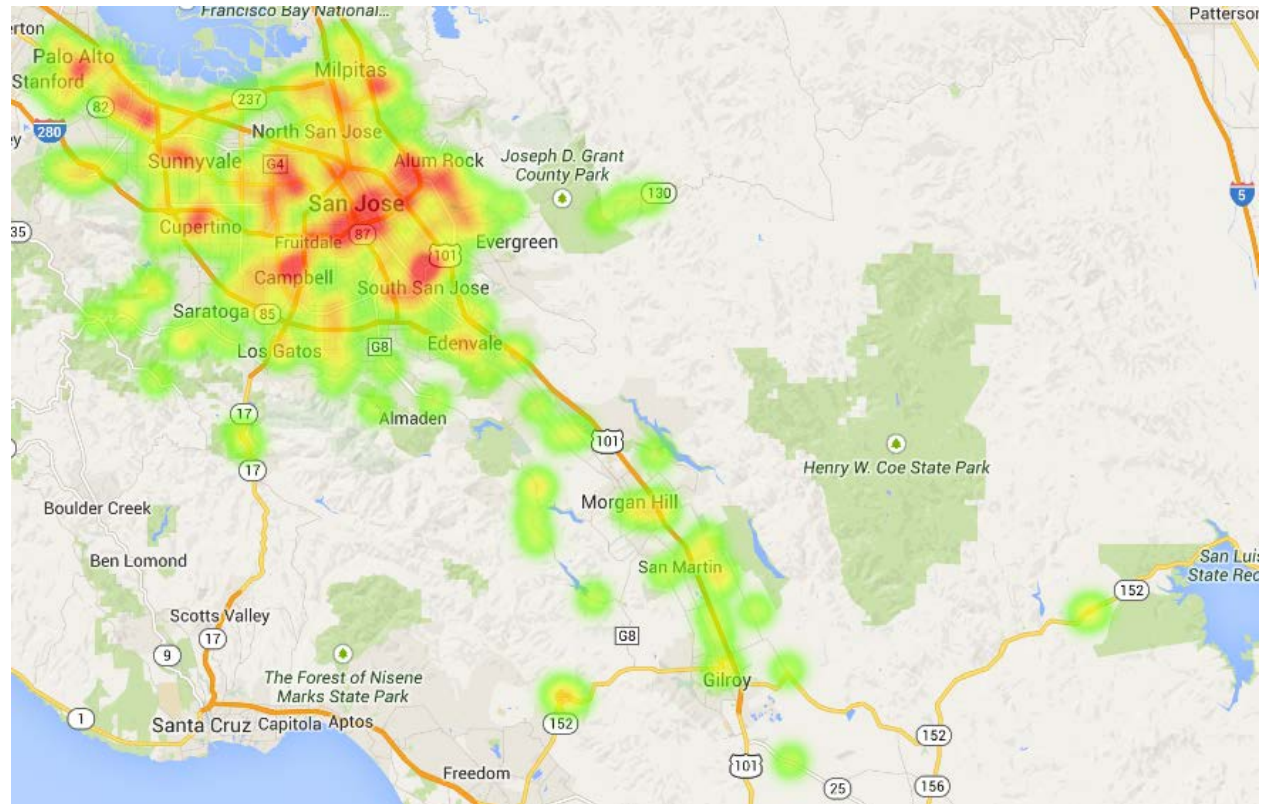 Francisco Bay National...
Patterson
erton
Palo Alto
Stanford
Milpitas
82
237
280
North San Jose
Sunnyvale
G4
Alum Rock
Joseph D. Grant
County Park
130
5
San Jose
35
Cupertino
87
Fruitdale
Evergreen
101
Campbell
South San Jose
Saratoga
85
Los Gatos
G8
Edenvale
17
Almaden
101
17
Henry W. Coe State Park
Boulder Creek
Morgan Hill
Ben Lomond
San Martin
San Luis
State Rec
152
Scotts Valley
17
G8
9
The Forest of Nisene
Marks State Park
Gilroy
1
Santa Cruz
Capitola
Aptos
152
152
Freedom
101
25
156